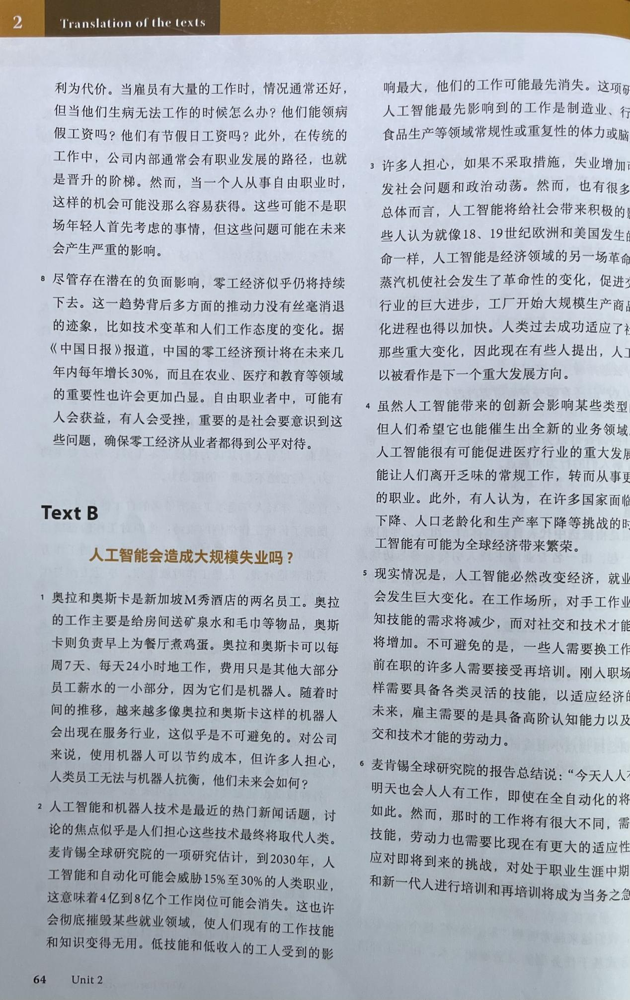 2
Translation of the texts
利为代价。当雇员有大量的工作时，情况通常还好，
但当他们生病无法工作的时候怎么办？他们能领病
假工资吗？他们有节假日工资吗？此外，在传统的
工作中，公司内部通常会有职业发展的路径，也就
是晋升的阶梯。然而，当一个人从事自由职业时，
这样的机会可能没那么容易获得。这些可能不是职
场年轻人首先考虑的事情，但这些问题可能在未来
会产生严重的影响。
8 尽管存在潜在的负面影响，零工经济似乎仍将持续
下去。这一趋势背后多方面的推动力没有丝毫消退
的迹象，比如技术变革和人们工作态度的变化。据
《中国日报》报道，中国的零工经济预计将在未来几
年内每年增长30%，而且在农业、医疗和教育等领域
的重要性也许会更加凸显。自由职业者中，可能有
人会获益，有人会受挫，重要的是社会要意识到这
些问题，确保零工经济从业者都得到公平对待。
Text B
人工智能会造成大规模失业吗？
1 奥拉和奥斯卡是新加坡M秀酒店的两名员工。奥拉
的工作主要是给房间送矿泉水和毛巾等物品，奥斯
卡则负责早上为餐厅煮鸡蛋。奥拉和奥斯卡可以每
周7天、每天24小时地工作，费用只是其他大部分
员工薪水的一小部分，因为它们是机器人。随着时
间的推移，越来越多像奥拉和奥斯卡这样的机器人
会出现在服务行业，这似乎是不可避免的。对公司
来说，使用机器人可以节约成本，但许多人担心，
人类员工无法与机器人抗衡，他们未来会如何？
2 人工智能和机器人技术是最近的热门新闻话题，讨
论的焦点似乎是人们担心这些技术最终将取代人类。
麦肯锡全球研究院的一项研究估计，到2030年，人
工智能和自动化可能会威胁15%至30%的人类职业，
这意味着4亿到8亿个工作岗位可能会消失。这也许
会彻底摧毁某些就业领域，使人们现有的工作技能
和知识变得无用。低技能和低收入的工人受到的影
响最大，他们的工作可能最先消失。这项研
人工智能最先影响到的工作是制造业、行
食品生产等领域常规性或重复性的体力或脑
3 许多人担心，如果不采取措施，失业增加
发社会问题和政治动荡。然而，也有很多
总体而言，人工智能将给社会带来积极的
些人认为就像18、19世纪欧洲和美国发生的
命一样，人工智能是经济领域的另一场革命
蒸汽机使社会发生了革命性的变化，促进
行业的巨大进步，工厂开始大规模生产商品
化进程也得以加快。人类过去成功适应了社
那些重大变化，因此现在有些人提出，人工
以被看作是下一个重大发展方向。
4 虽然人工智能带来的创新会影响某些类型
但人们希望它也能催生出全新的业务领域。
人工智能很有可能促进医疗行业的重大发展
能让人们离开乏味的常规工作，转而从事更
的职业。此外，有人认为，在许多国家面临
下降、人口老龄化和生产率下降等挑战的时
工智能有可能为全球经济带来繁荣。
5 现实情况是，人工智能必然改变经济，就业
会发生巨大变化。在工作场所，对手工作业
知技能的需求将减少，而对社交和技术才能
将增加。不可避免的是，一些人需要换工作
前在职的许多人需要接受再培训。刚入职场
样需要具备各类灵活的技能，以适应经济的
未来，雇主需要的是具备高阶认知能力以及
交和技术才能的劳动力。
6 麦肯锡全球研究院的报告总结说：“今天人人
明天也会人人有工作，即使在全自动化的将
如此。然而，那时的工作将有很大不同，需
技能，劳动力也需要比现在有更大的适应性
应对即将到来的挑战，对处于职业生涯中期
和新一代人进行培训和再培训将成为当务之急
64 Unit 2